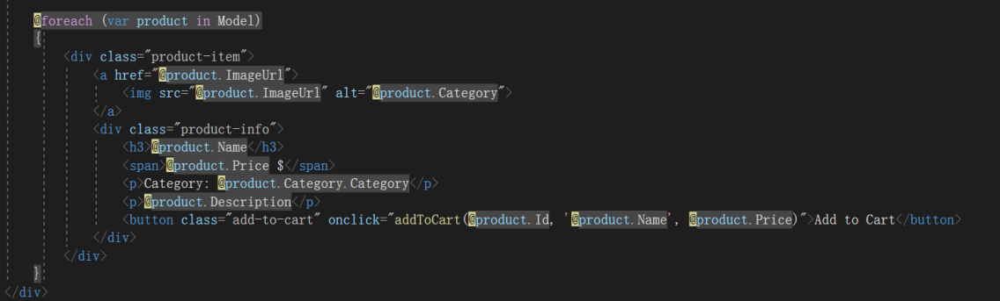 @foreach (var product in Model)
{
<div class="product-item">
<a href="@product.ImageUrl">
<img src="@product.ImageUrl" alt="@product.Category">
</a>
<div class="product-info">
<h3>@product.Name</h3>
<span>@product.Price $</span>
<p>Category: @product.Category.Category</p>
<p>@product.Description</p>
<button class="add-to-cart" onclick="addToCart(@product.Id, '@product.Name', @product.Price)">Add to Cart</button>
</div>
</div>
}
</div>